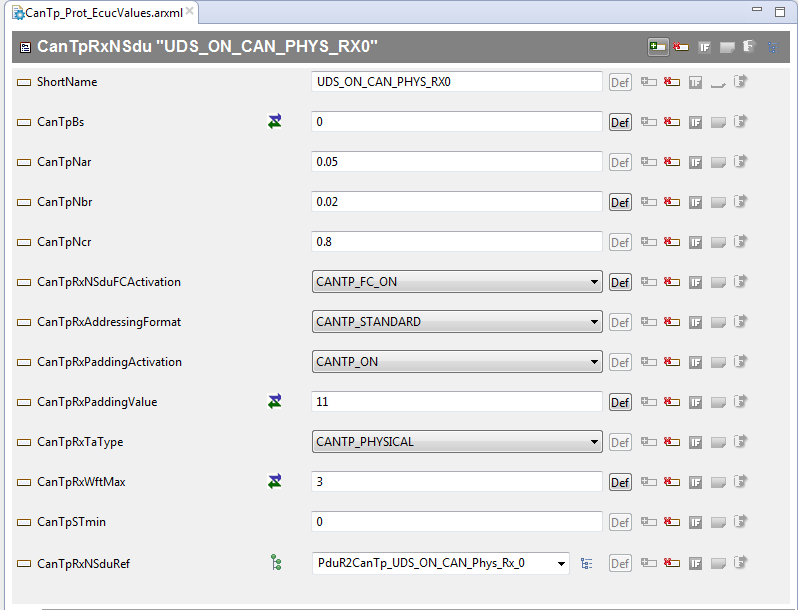 CanTp_Prot_EcucValues.arxml
CanTpRxNSdu "UDS_ON_CAN_PHYS_RX0"
ShortName UDS_ON_CAN_PHYS_RX0 Def
CanTpBs 0 Def
CanTpNar 0.05 Def
CanTpNbr 0.02 Def
CanTpNcr 0.8 Def
CanTpRxNSduFCActivation CANTP_FC_ON Def
CanTpRxAddressingFormat CANTP_STANDARD Def
CanTpRxPaddingActivation CANTP_ON Def
CanTpRxPaddingValue 11 Def
CanTpRxTaType CANTP_PHYSICAL Def
CanTpRxWftMax 3 Def
CanTpSTmin 0 Def
CanTpRxNSduRef PduR2CanTp_UDS_ON_CAN_Phys_Rx_0 Def